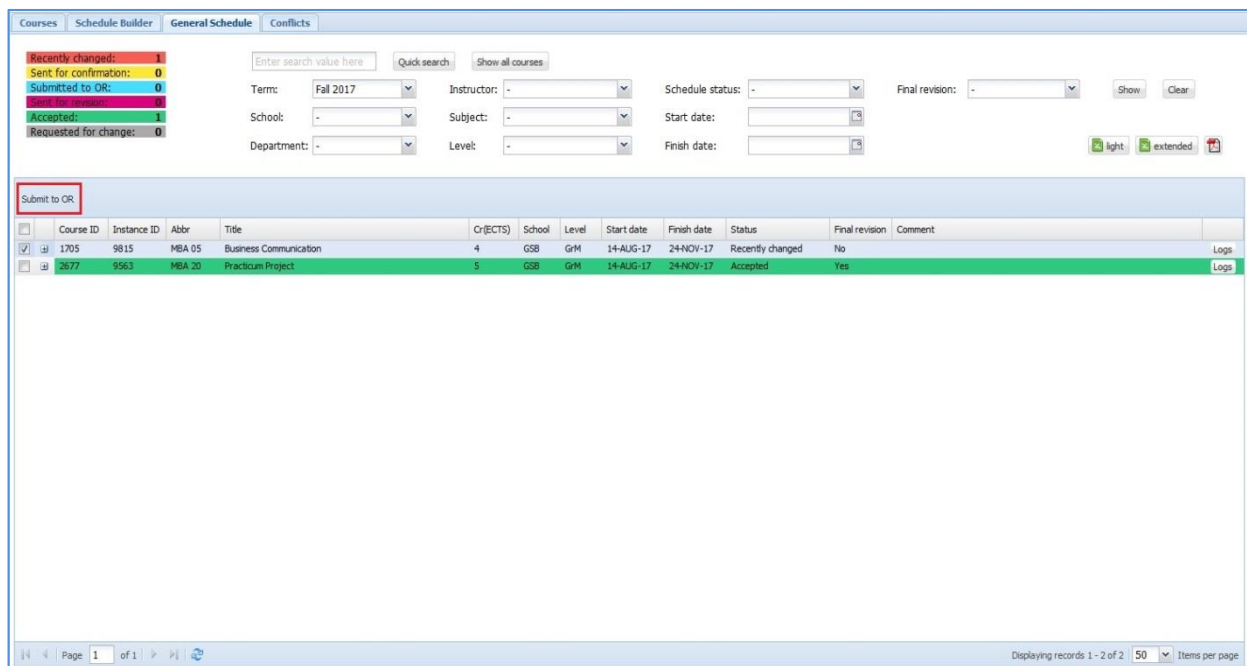 Courses Schedule Builder General Schedule Conflicts
Recently changed: 1
Sent for confirmation: 0
Submitted to OR: 0
Sent for revision: 0
Accepted: 1
Requested for change: 0
Enter search value here Quick search Show all courses
Term: Fall 2017 Instructor: - Schedule status: - Final revision: - Show Clear
School: - Subject: - Start date:
Department: - Level: - Finish date: light extended
Submit to OR
Course ID Instance ID Abbr Title Cr(ECTS) School Level Start date Finish date Status Final revision Comment
1705 9815 MBA 05 Business Communication 4 GSB GrM 14-AUG-17 24-NOV-17 Recently changed No Logs
2677 9563 MBA 20 Practicum Project 5 GSB GrM 14-AUG-17 24-NOV-17 Accepted Yes Logs
Page 1 of 1 Displaying records 1 - 2 of 2 50 Items per page